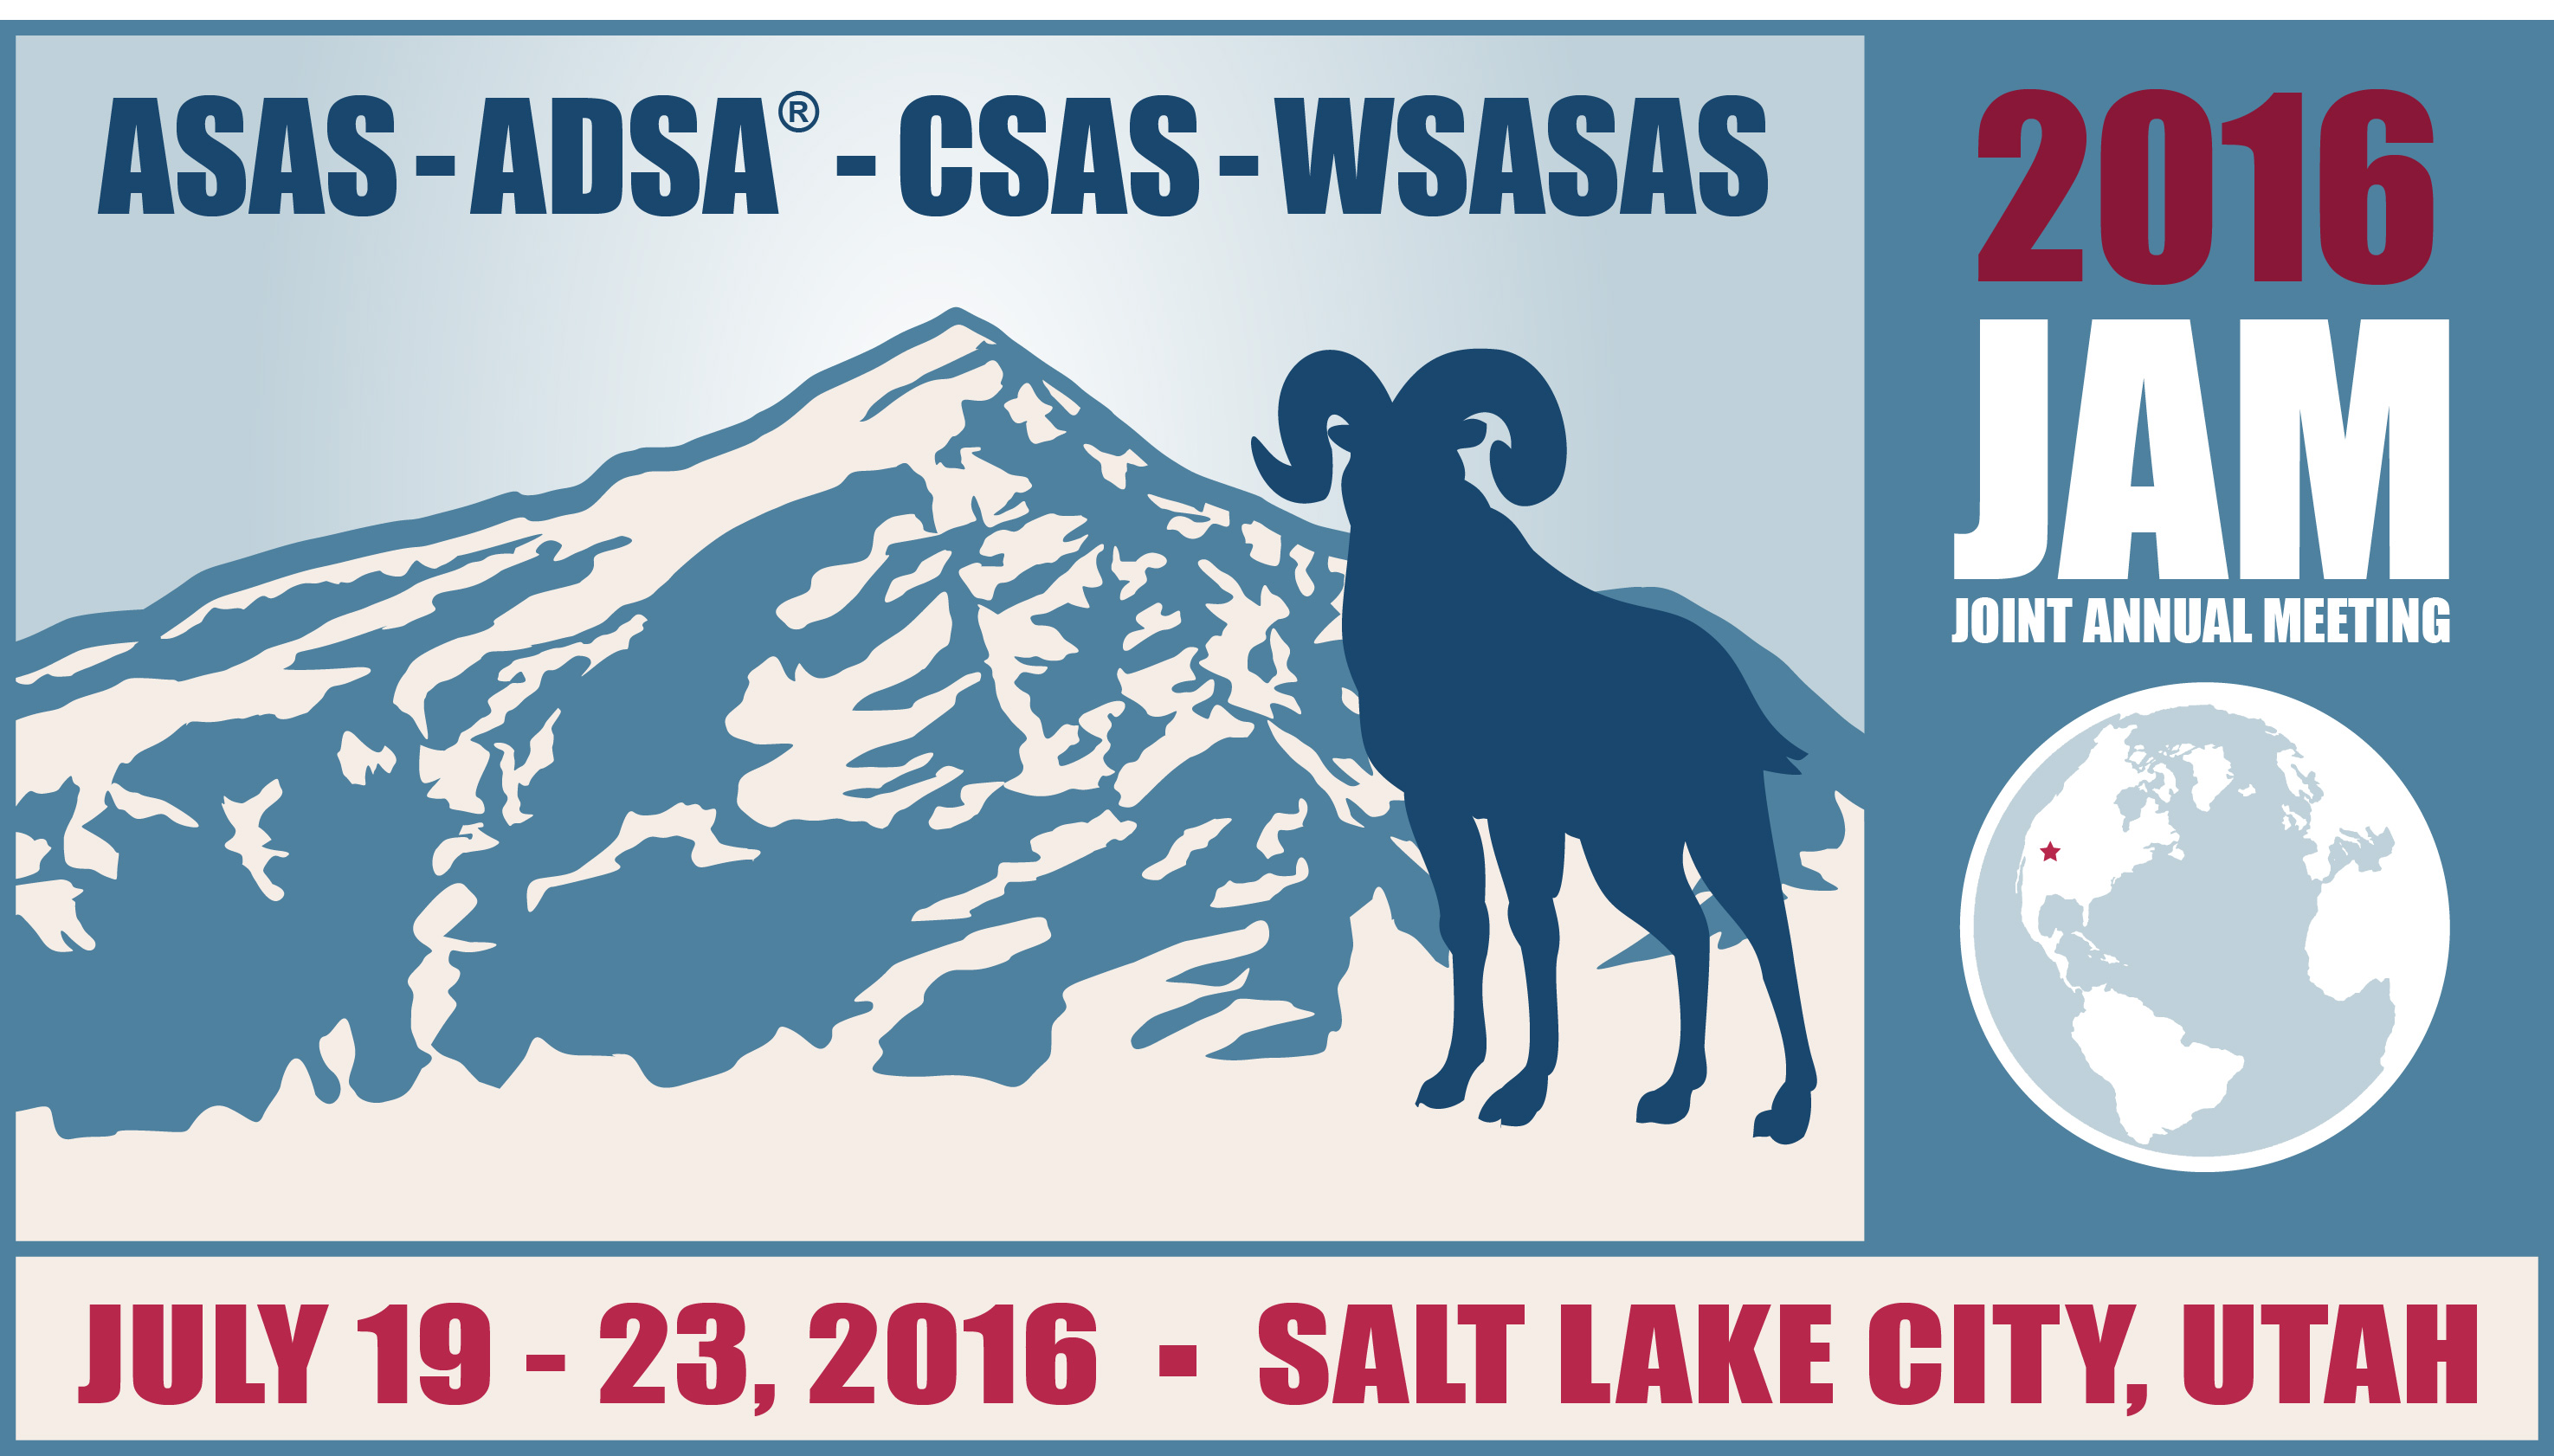 ASAS - ADSA® - CSAS - WSASAS
2016
JAM
JOINT ANNUAL MEETING
JULY 19 - 23, 2016 ▪ SALT LAKE CITY, UTAH